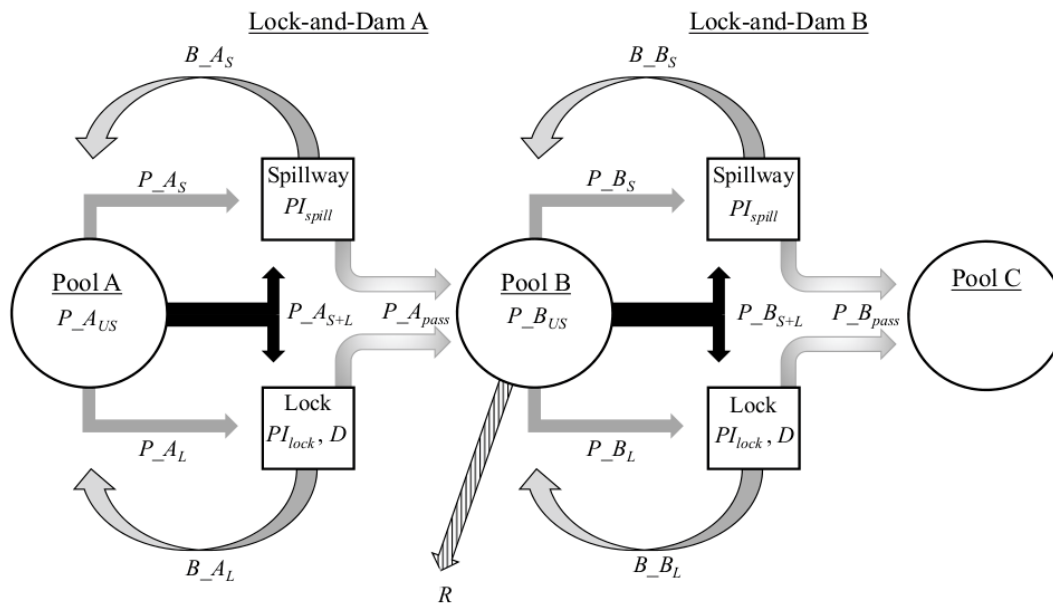 Lock-and-Dam A
Lock-and-Dam B
B_A_S
B_B_S
P_A_S
Spillway
PI_spill
P_B_S
Spillway
PI_spill
Pool A
P_A_US
P_A_S+L
P_A_pass
Pool B
P_B_US
P_B_S+L
P_B_pass
Pool C
P_A_L
Lock
PI_lock , D
P_B_L
Lock
PI_lock , D
B_A_L
R
B_B_L